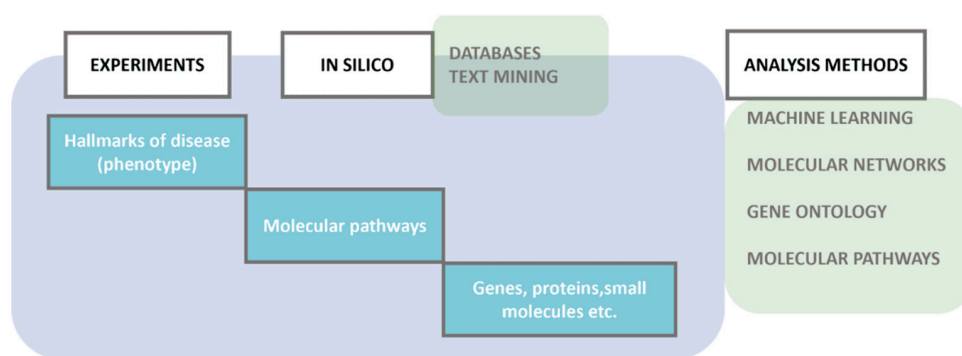 EXPERIMENTS
IN SILICO
DATABASES
TEXT MINING
ANALYSIS METHODS
Hallmarks of disease
(phenotype)
Molecular pathways
Genes, proteins,small
molecules etc.
MACHINE LEARNING
MOLECULAR NETWORKS
GENE ONTOLOGY
MOLECULAR PATHWAYS